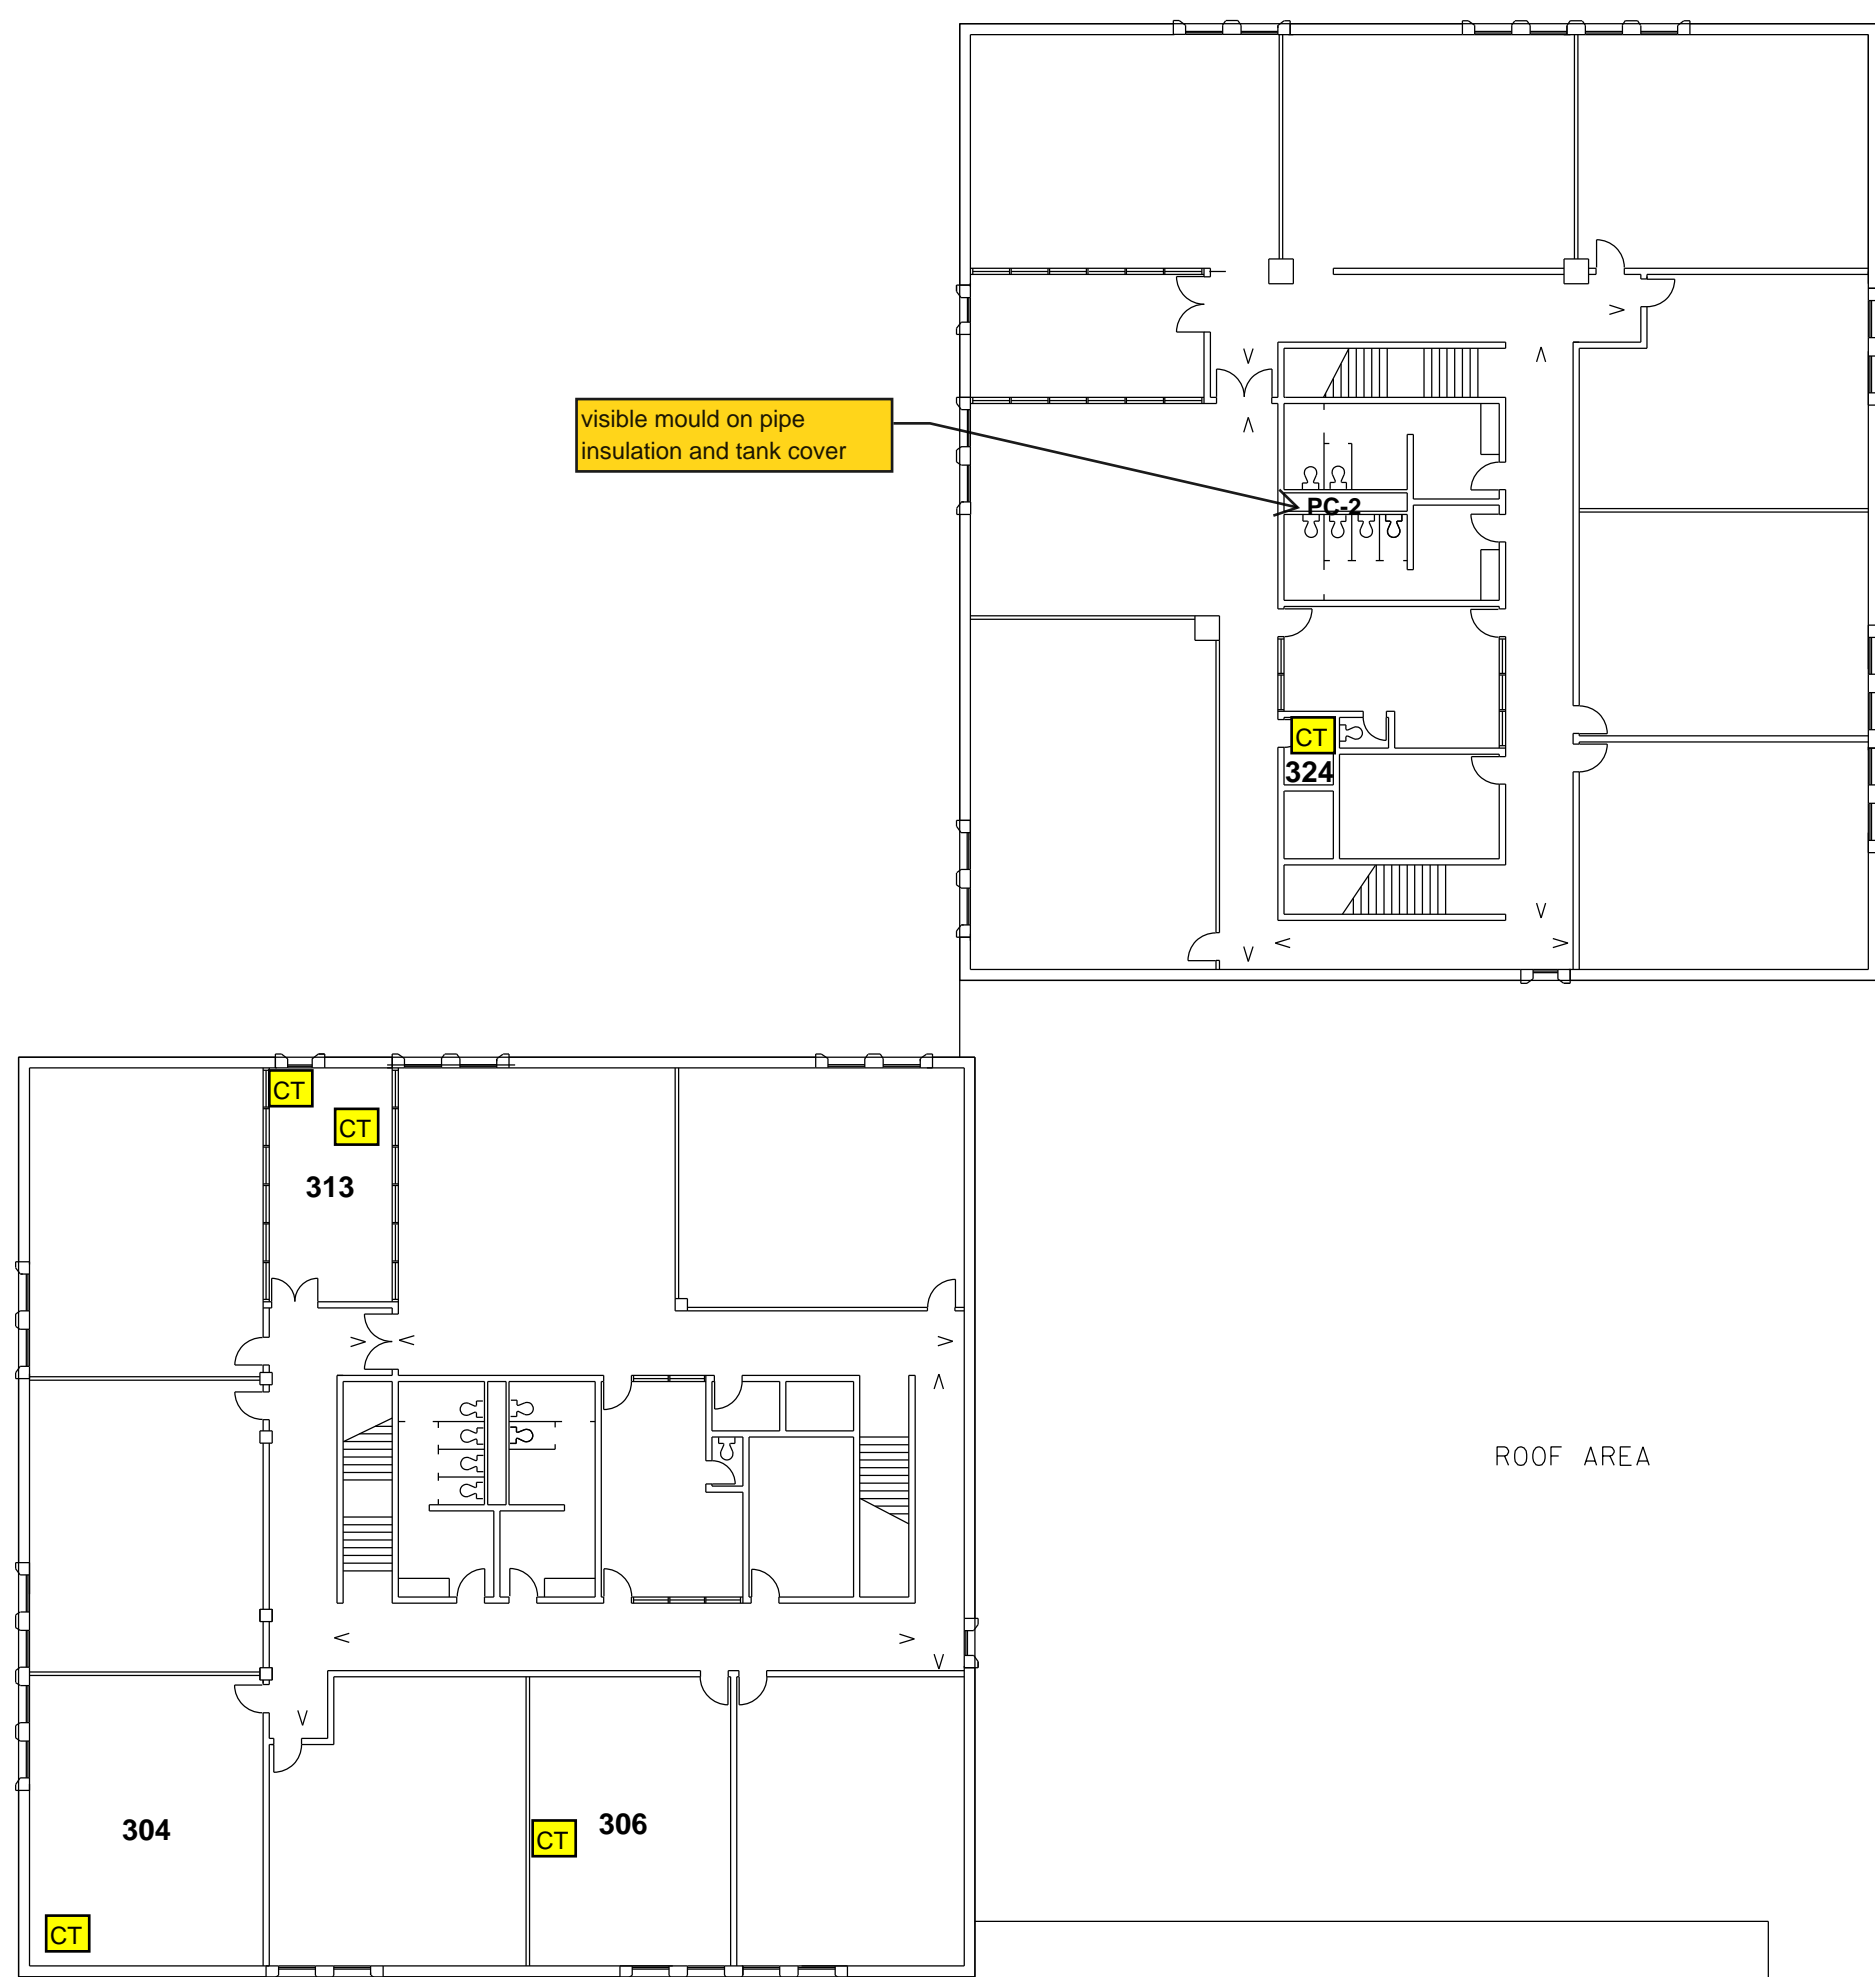 visible mould on pipe
insulation and tank cover
PC-2
CT
324
CT
CT
313
ROOF AREA
304
306
CT
CT